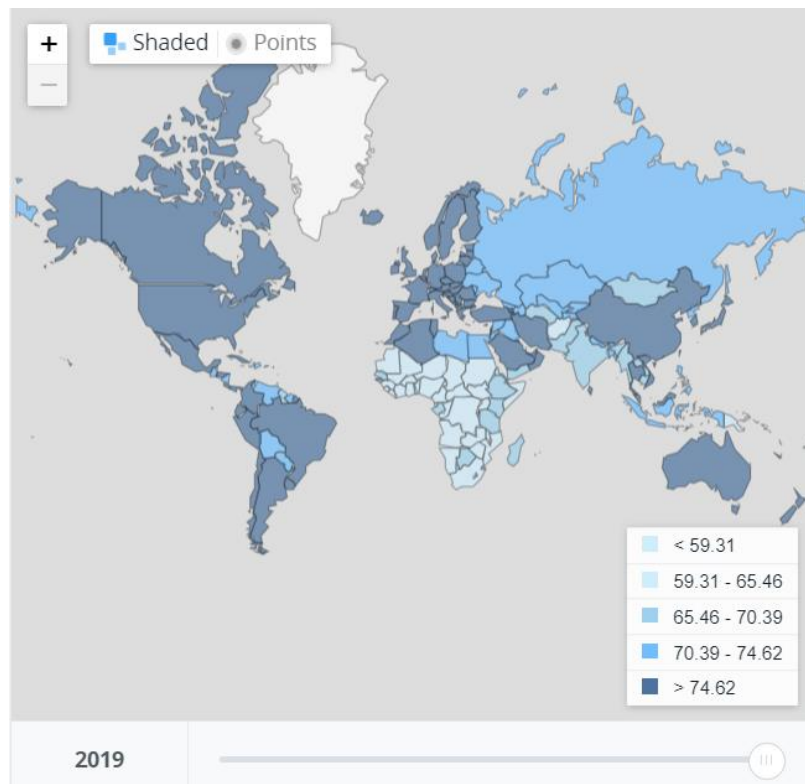 +
Shaded
Points
−
< 59.31
59.31 - 65.46
65.46 - 70.39
70.39 - 74.62
> 74.62
2019